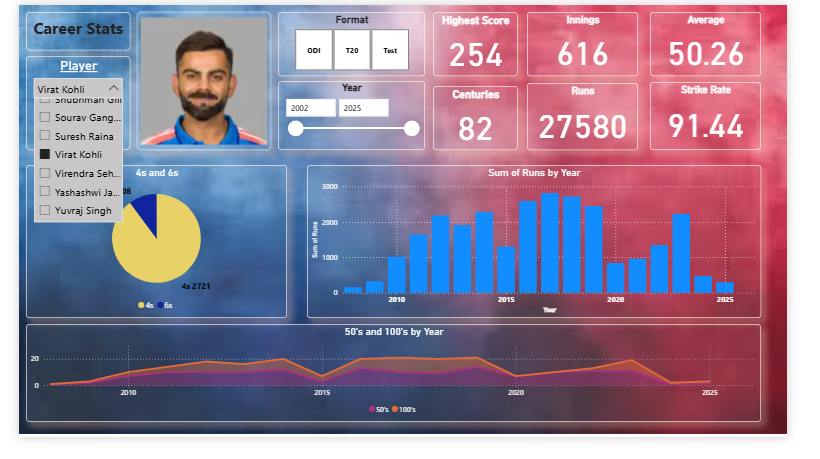 Career Stats
Player
Virat Kohli
Shubhman Gill
Sourav Gang...
Suresh Raina
Virat Kohli
Virendra Seh...
Yashashwi Ja...
Yuvraj Singh
Format
ODI
T20
Test
Year
2002
2025
Highest Score
254
Innings
616
Average
50.26
Centuries
82
Runs
27580
Strike Rate
91.44
4s and 6s
08
4s 2721
4s 6s
Sum of Runs by Year
Sum of Runs
3000
2000
1000
0
2010 2015 2020 2025
Year
50's and 100's by Year
20
0
2010 2015 2020 2025
50's 100's